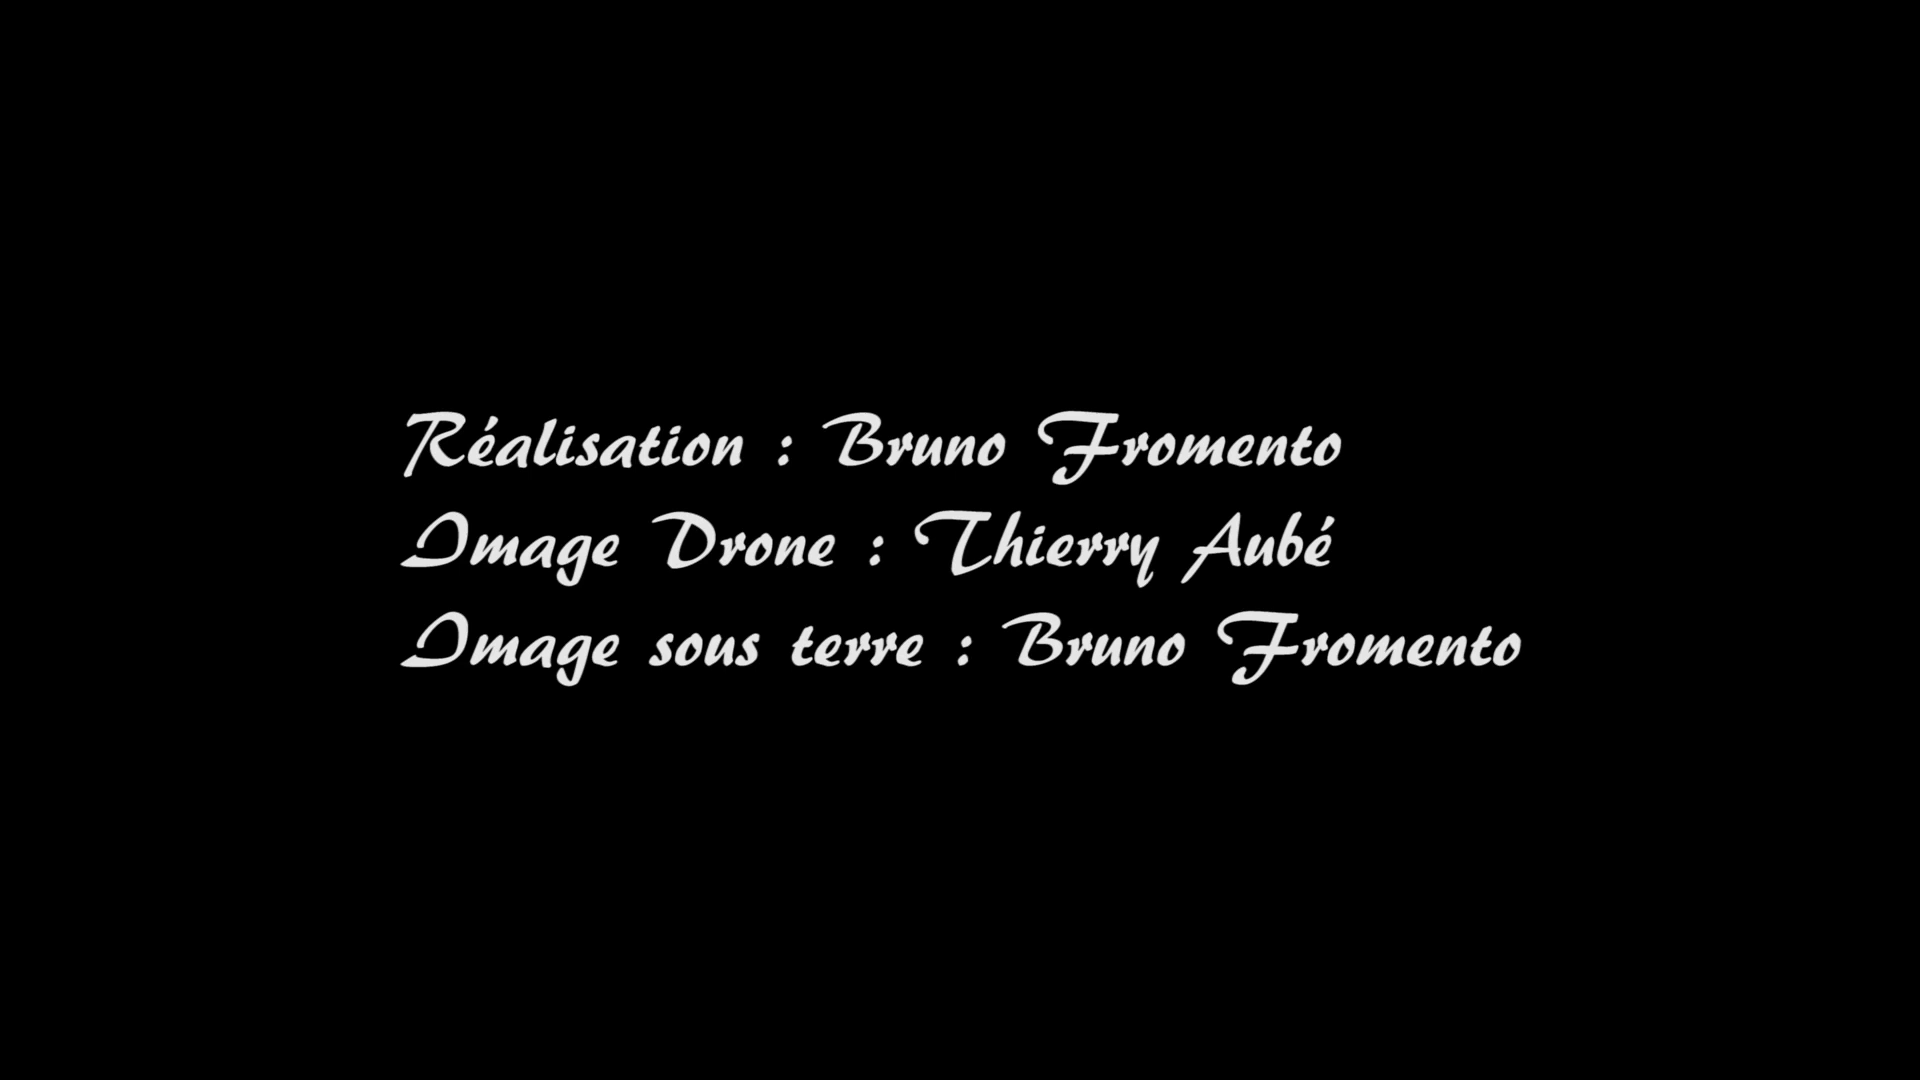 Réalisation : Bruno Fromento
Image Drone : Thierry Aubé
Image sous terre : Bruno Fromento